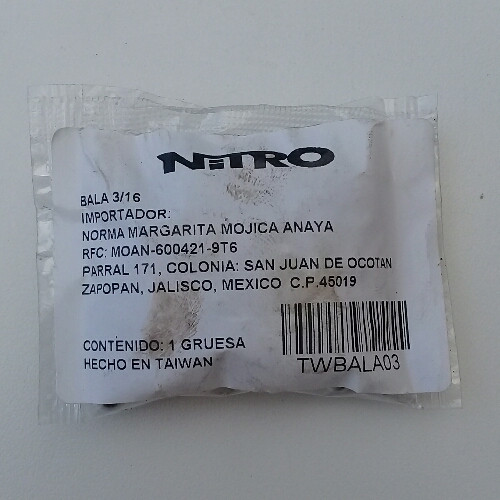 NiTRO
BALA 3/16
IMPORTADOR:
NORMA MARGARITA MOJICA ANAYA
RFC: MOAN-600421-9T6
PARRAL 171, COLONIA: SAN JUAN DE OCOTAN
ZAPOPAN, JALISCO, MEXICO C.P.45019
CONTENIDO: 1 GRUESA
HECHO EN TAIWAN
TWBALA03